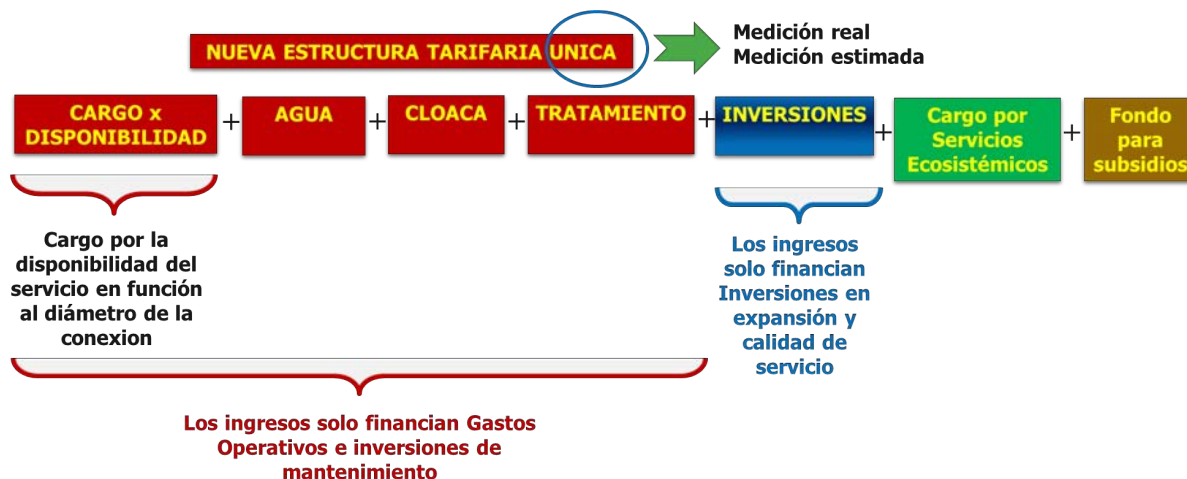 NUEVA ESTRUCTURA TARIFARIA UNICA
Medición real
Medición estimada
CARGO x
DISPONIBILIDAD
+
AGUA
+
CLOACA
+
TRATAMIENTO
+
INVERSIONES
+
Cargo por
Servicios
Ecosistémicos
+
Fondo
para
subsidios
Cargo por la
disponibilidad del
servicio en función
al diámetro de la
conexion
Los ingresos
solo financian
Inversiones en
expansión y
calidad de
servicio
Los ingresos solo financian Gastos
Operativos e inversiones de
mantenimiento